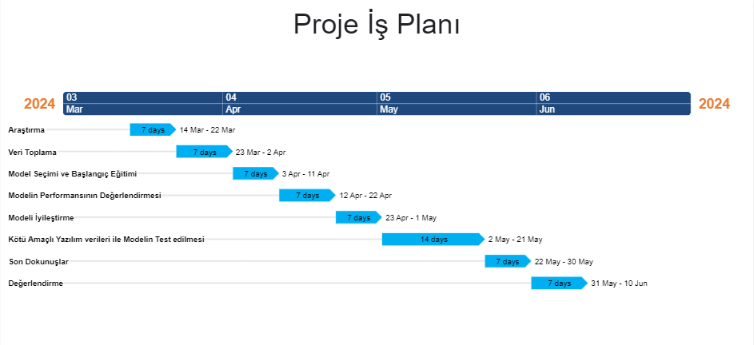 Proje İş Planı
2024
03 04 05 06
Mar Apr May Jun
2024
Araştırma 7 days 14 Mar - 22 Mar
Veri Toplama 7 days 23 Mar - 2 Apr
Model Seçimi ve Başlangıç Eğitimi 7 days 3 Apr - 11 Apr
Modelin Performansının Değerlendirmesi 7 days 12 Apr - 22 Apr
Modeli İyileştirme 7 days 23 Apr - 1 May
Kötü Amaçlı Yazılım verileri ile Modelin Test edilmesi 14 days 2 May - 21 May
Son Dokunuşlar 7 days 22 May - 30 May
Değerlendirme 7 days 31 May - 10 Jun